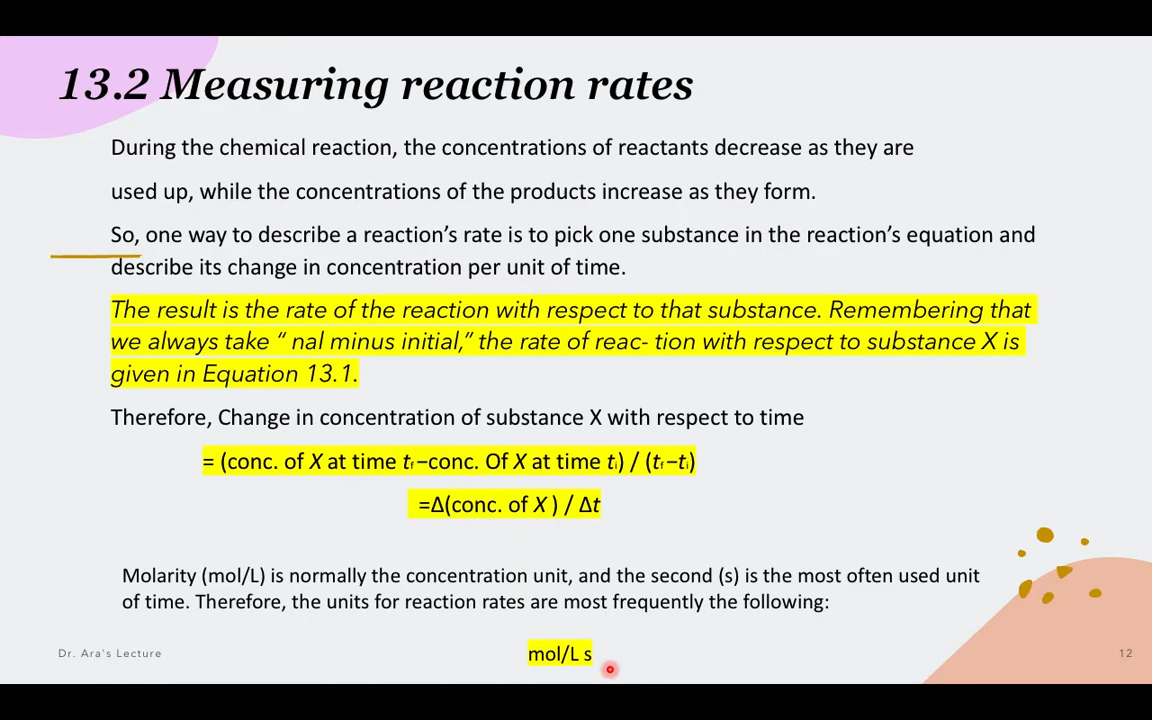 13.2 Measuring reaction rates
During the chemical reaction, the concentrations of reactants decrease as they are
used up, while the concentrations of the products increase as they form.
So, one way to describe a reaction's rate is to pick one substance in the reaction's equation and
describe its change in concentration per unit of time.
The result is the rate of the reaction with respect to that substance. Remembering that
we always take “ nal minus initial,” the rate of reac- tion with respect to substance X is
given in Equation 13.1.
Therefore, Change in concentration of substance X with respect to time
= (conc. of X at time tf −conc. Of X at time ti) / (tf −ti)
=Δ(conc. of X ) / Δt
Molarity (mol/L) is normally the concentration unit, and the second (s) is the most often used unit
of time. Therefore, the units for reaction rates are most frequently the following:
mol/L s
Dr. Ara's Lecture
12